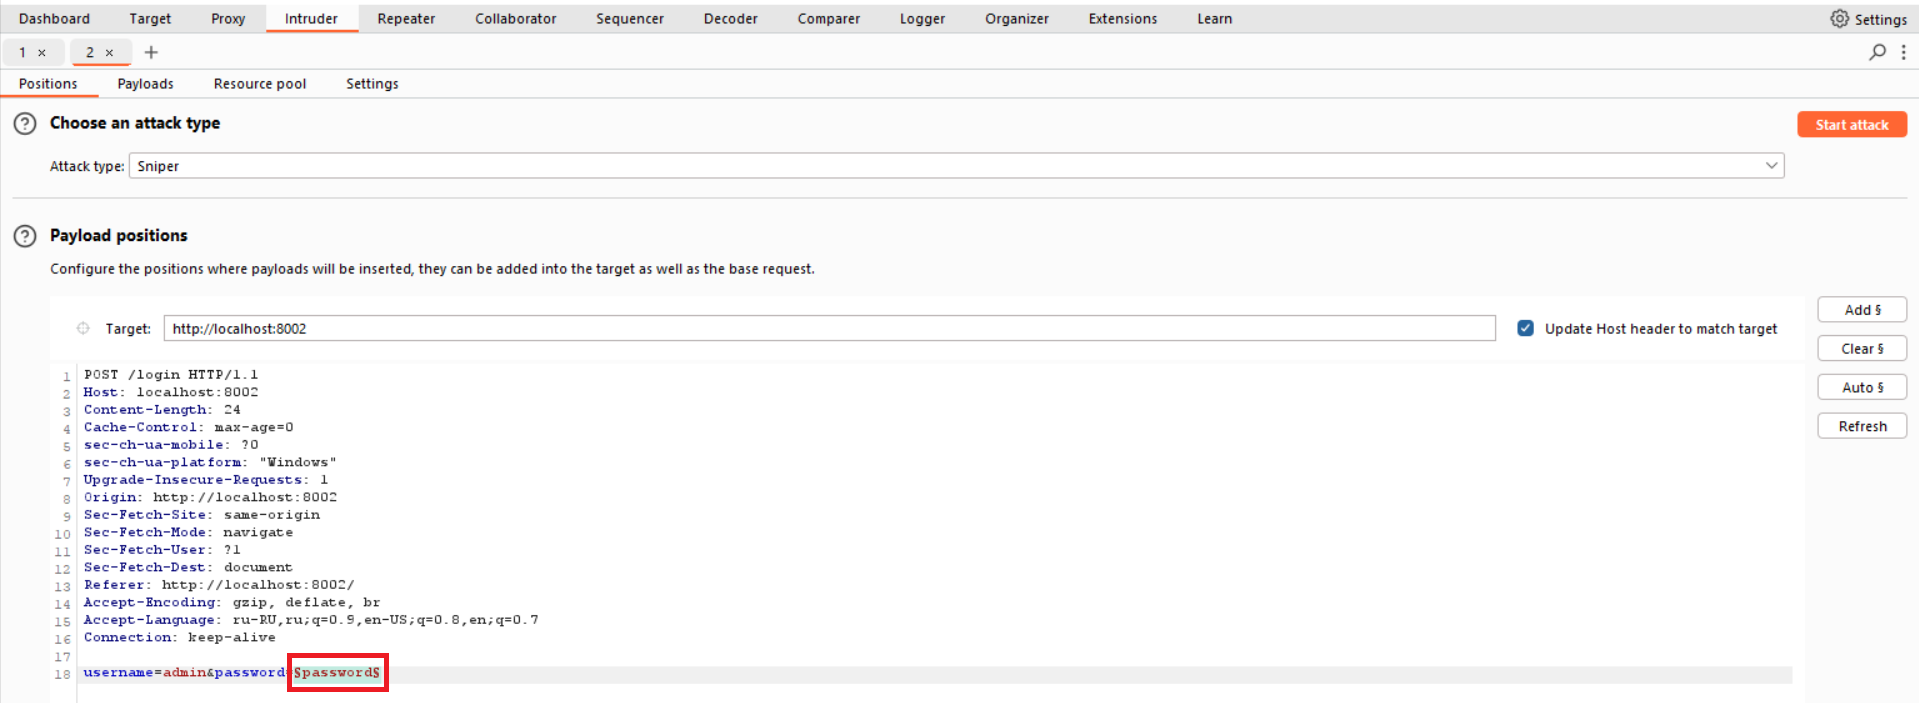 Dashboard Target Proxy Intruder Repeater Collaborator Sequencer Decoder Comparer Logger Organizer Extensions Learn Settings
1 × 2 × +
Positions Payloads Resource pool Settings
? Choose an attack type Start attack
Attack type: Sniper
? Payload positions
Configure the positions where payloads will be inserted, they can be added into the target as well as the base request.
Target: http://localhost:8002 Update Host header to match target
Add §
Clear §
Auto §
Refresh
1 POST /login HTTP/1.1
2 Host: localhost:8002
3 Content-Length: 24
4 Cache-Control: max-age=0
5 sec-ch-ua-mobile: ?0
6 sec-ch-ua-platform: "Windows"
7 Upgrade-Insecure-Requests: 1
8 Origin: http://localhost:8002
9 Sec-Fetch-Site: same-origin
10 Sec-Fetch-Mode: navigate
11 Sec-Fetch-User: ?1
12 Sec-Fetch-Dest: document
13 Referer: http://localhost:8002/
14 Accept-Encoding: gzip, deflate, br
15 Accept-Language: ru-RU,ru;q=0.9,en-US;q=0.8,en;q=0.7
16 Connection: keep-alive
17
18 username=admin&password=§password§